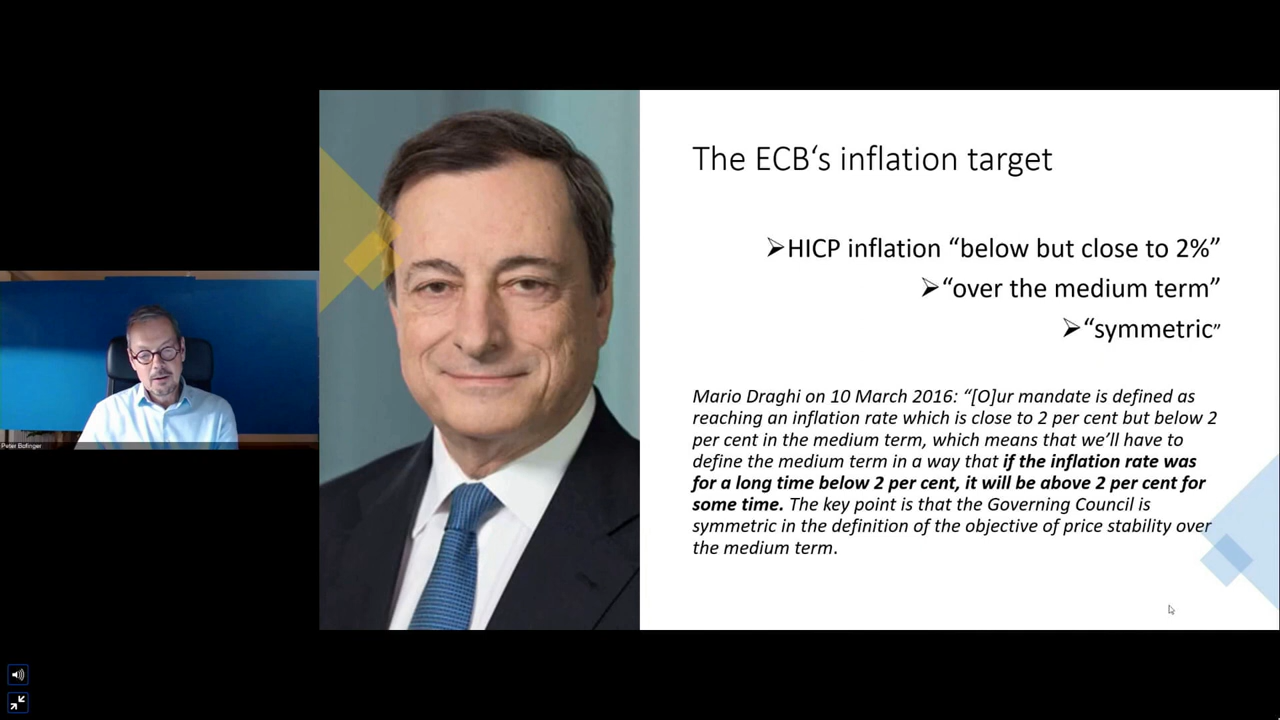 The ECB‘s inflation target
➢HICP inflation “below but close to 2%”
➢“over the medium term”
➢“symmetric”
Mario Draghi on 10 March 2016: “[O]ur mandate is defined as
reaching an inflation rate which is close to 2 per cent but below 2
per cent in the medium term, which means that we’ll have to
define the medium term in a way that if the inflation rate was
for a long time below 2 per cent, it will be above 2 per cent for
some time. The key point is that the Governing Council is
symmetric in the definition of the objective of price stability over
the medium term.
Peter Bofinger